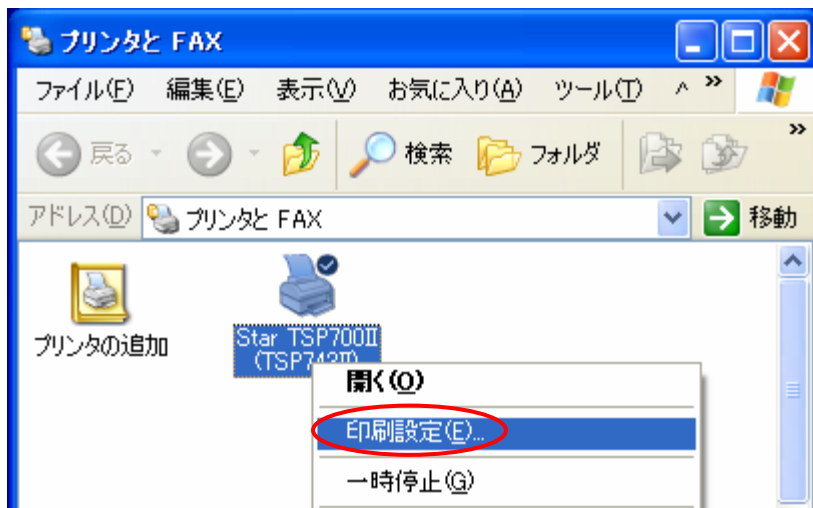 プリンタと FAX
ファイル(F) 編集(E) 表示(V) お気に入り(A) ツール(T)
戻る 検索 フォルダ
アドレス(D) プリンタと FAX 移動
プリンタの追加
Star TSP700II
(TSP743II)
開く(O)
印刷設定(E)...
一時停止(G)